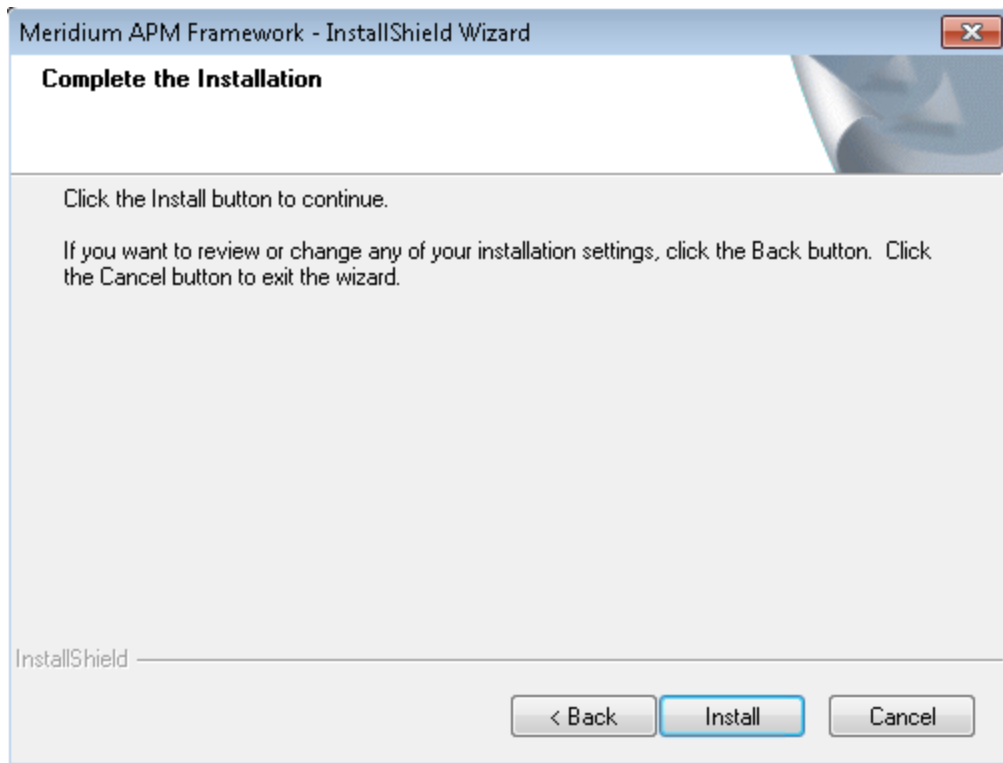 Meridium APM Framework - InstallShield Wizard
Complete the Installation
Click the Install button to continue.
If you want to review or change any of your installation settings, click the Back button.  Click
the Cancel button to exit the wizard.
InstallShield
< Back
Install
Cancel